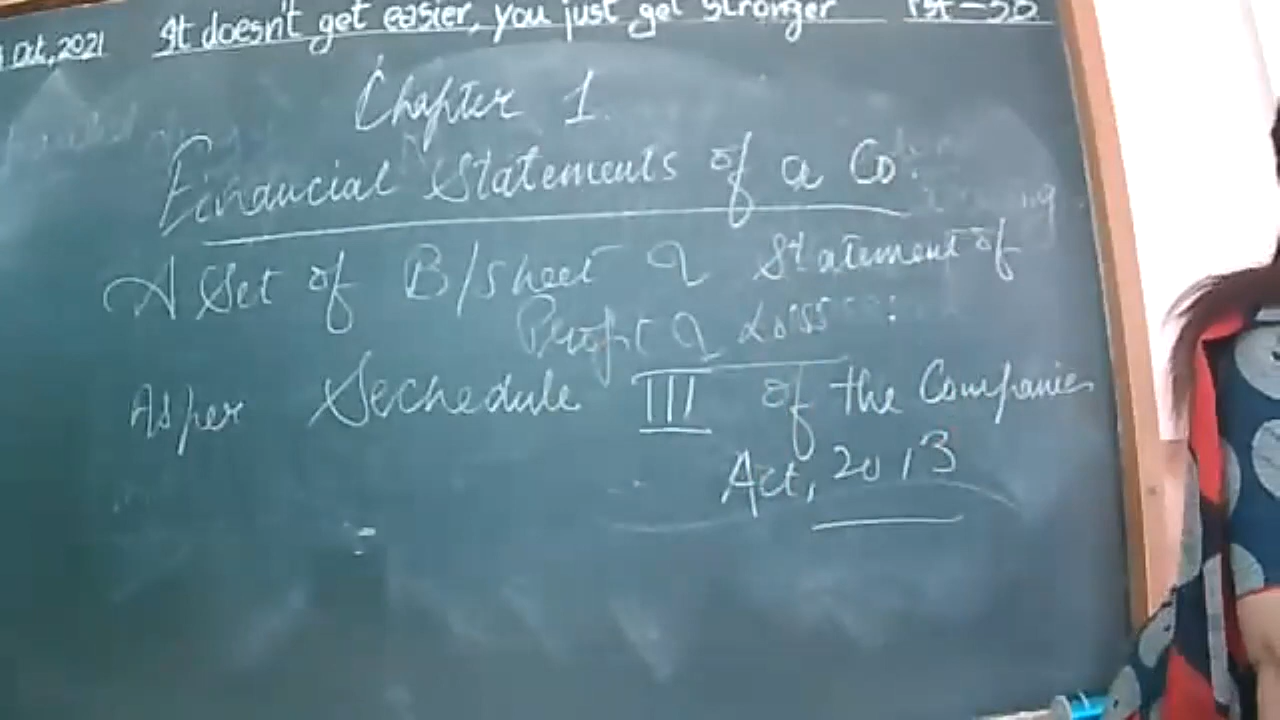 Oct, 2021 It doesn't get easier, you just get stronger
Chapter 1.
Financial Statements of a Co.
A Set of B/Sheet & Statement of
Profit & Loss :
As per Sechedule III of the Companies
Act, 2013